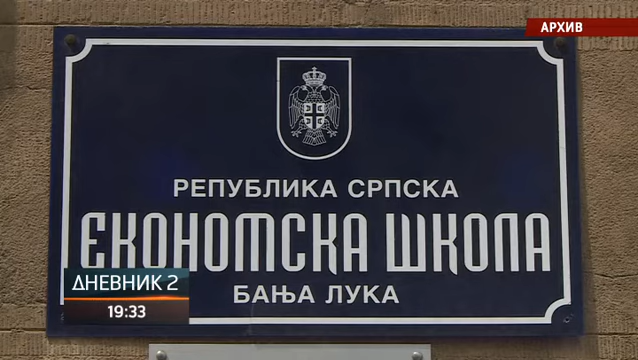 АРХИВ
РЕПУБЛИКА СРПСКА
ЕКОНОМСКА ШКОЛА
БАЊА ЛУКА
ДНЕВНИК 2
19:33